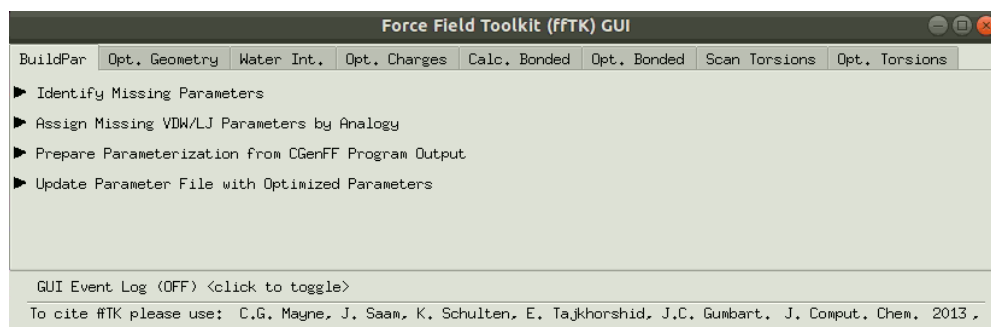 Force Field Toolkit (ffTK) GUI
BuildPar Opt. Geometry Water Int. Opt. Charges Calc. Bonded Opt. Bonded Scan Torsions Opt. Torsions
Identify Missing Parameters
Assign Missing VDW/LJ Parameters by Analogy
Prepare Parameterization from CGenFF Program Output
Update Parameter File with Optimized Parameters
GUI Event Log (OFF) <click to toggle>
To cite ffTK please use: C.G. Mayne, J. Saam, K. Schulten, E. Tajkhorshid, J.C. Gumbart. J. Comput. Chem. 2013,